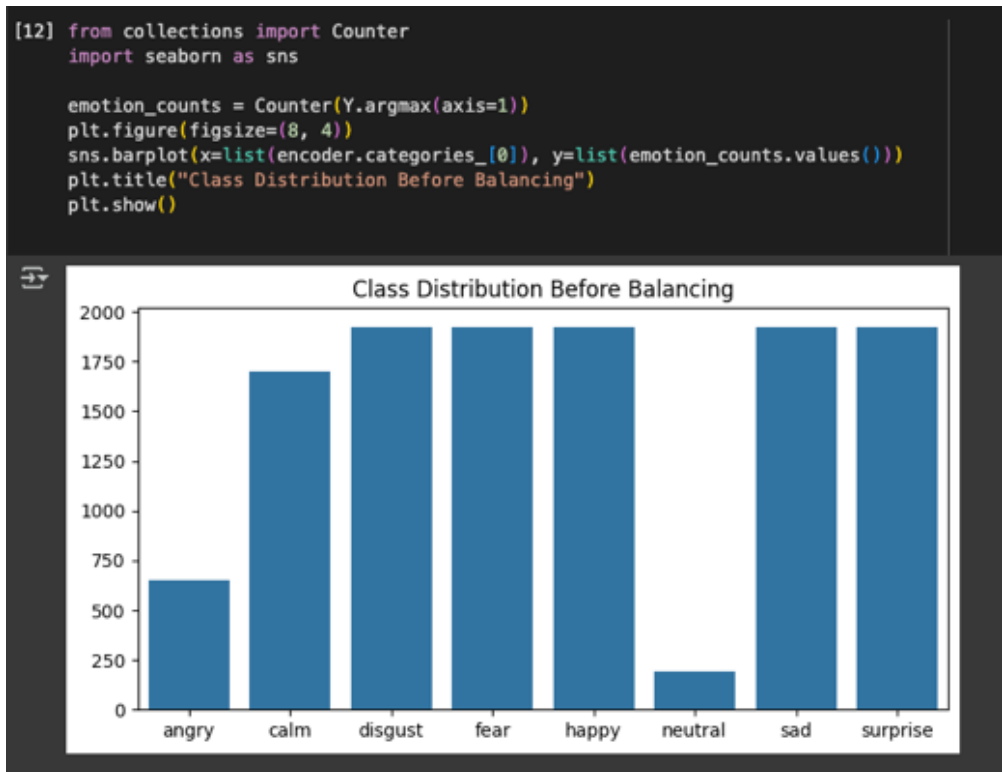 [12] from collections import Counter
import seaborn as sns
emotion_counts = Counter(Y.argmax(axis=1))
plt.figure(figsize=(8, 4))
sns.barplot(x=list(encoder.categories_[0]), y=list(emotion_counts.values()))
plt.title("Class Distribution Before Balancing")
plt.show()
Class Distribution Before Balancing
2000
1750
1500
1250
1000
750
500
250
0
angry calm disgust fear happy neutral sad surprise